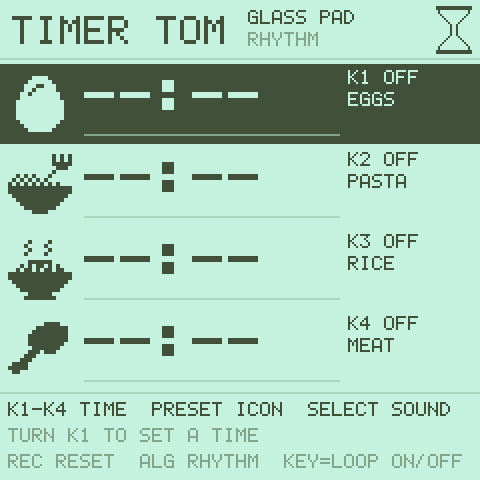 TIMER TOM
GLASS PAD
RHYTHM
--:--
K1 OFF
EGGS
--:--
K2 OFF
PASTA
--:--
K3 OFF
RICE
--:--
K4 OFF
MEAT
K1-K4 TIME PRESET ICON SELECT SOUND
TURN K1 TO SET A TIME
REC RESET ALG RHYTHM KEY=LOOP ON/OFF